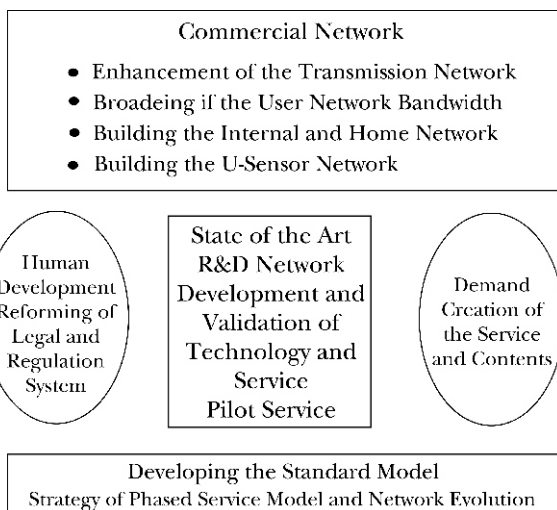 Commercial Network
• Enhancement of the Transmission Network
• Broadeing if the User Network Bandwidth
• Building the Internal and Home Network
• Building the U-Sensor Network
Human
Development
Reforming of
Legal and
Regulation
System
State of the Art
R&D Network
Development and
Validation of
Technology and
Service
Pilot Service
Demand
Creation of
the Service
and Contents
Developing the Standard Model
Strategy of Phased Service Model and Network Evolution